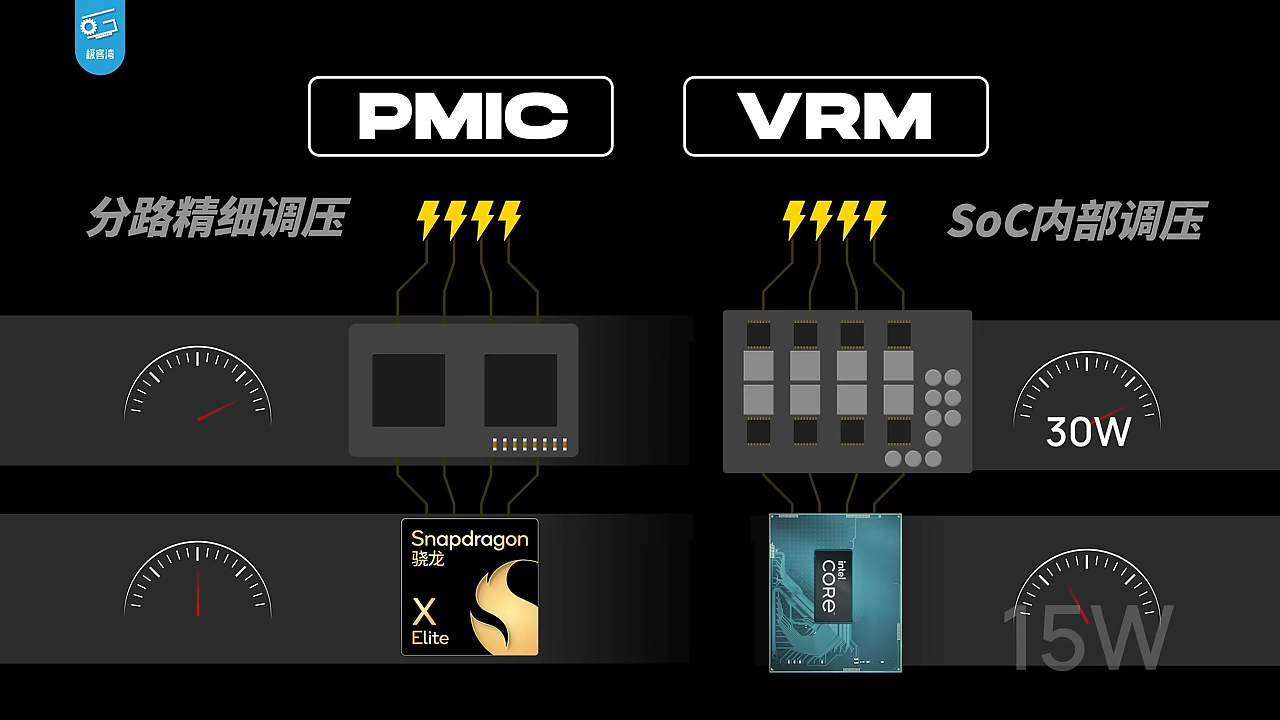 极客湾
PMIC
VRM
分路精细调压
SoC内部调压
30W
Snapdragon
骁龙
X
Elite
intel
CORE
15W